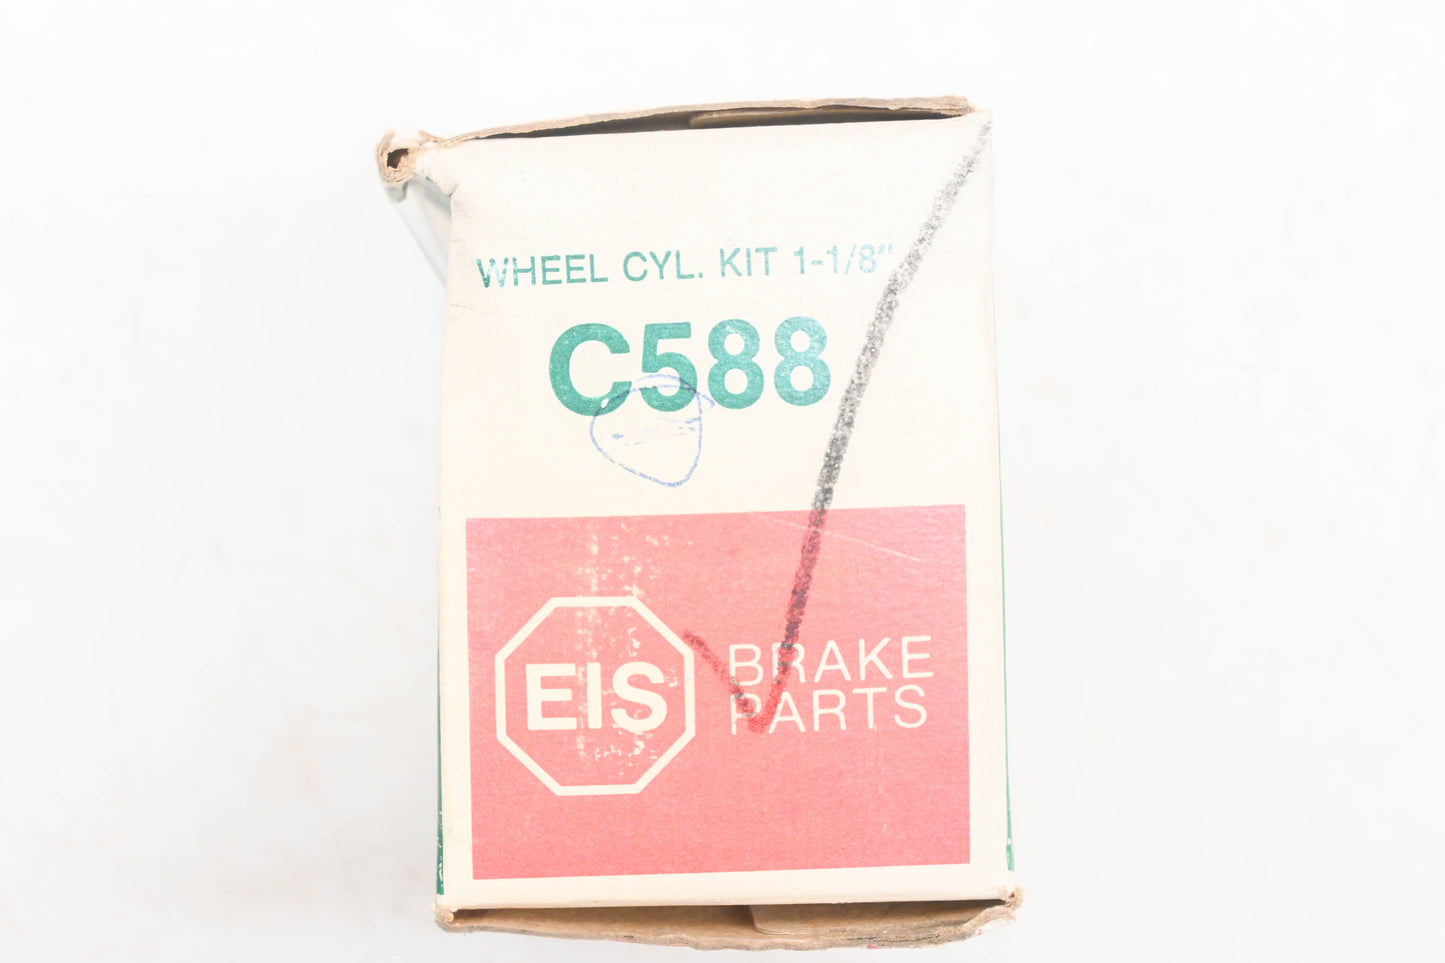 WHEEL CYL. KIT 1-1/8"
C588
EIS
BRAKE
PARTS